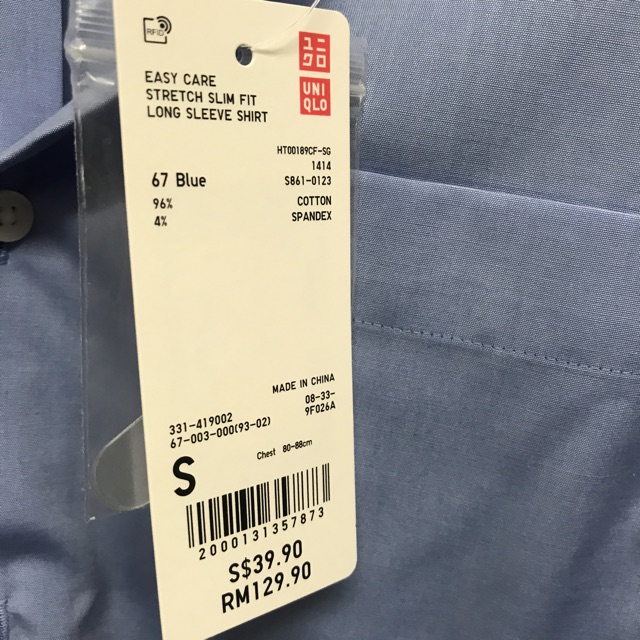 RFID
ユニ
クロ
UNI
QLO
EASY CARE
STRETCH SLIM FIT
LONG SLEEVE SHIRT
HT00189CF-SG
1414
67 Blue S861-0123
96% COTTON
4% SPANDEX
MADE IN CHINA
331-419002 08-33-
67-003-000(93-02) 9F026A
S Chest 80-88cm
2000131357873
S$39.90
RM129.90